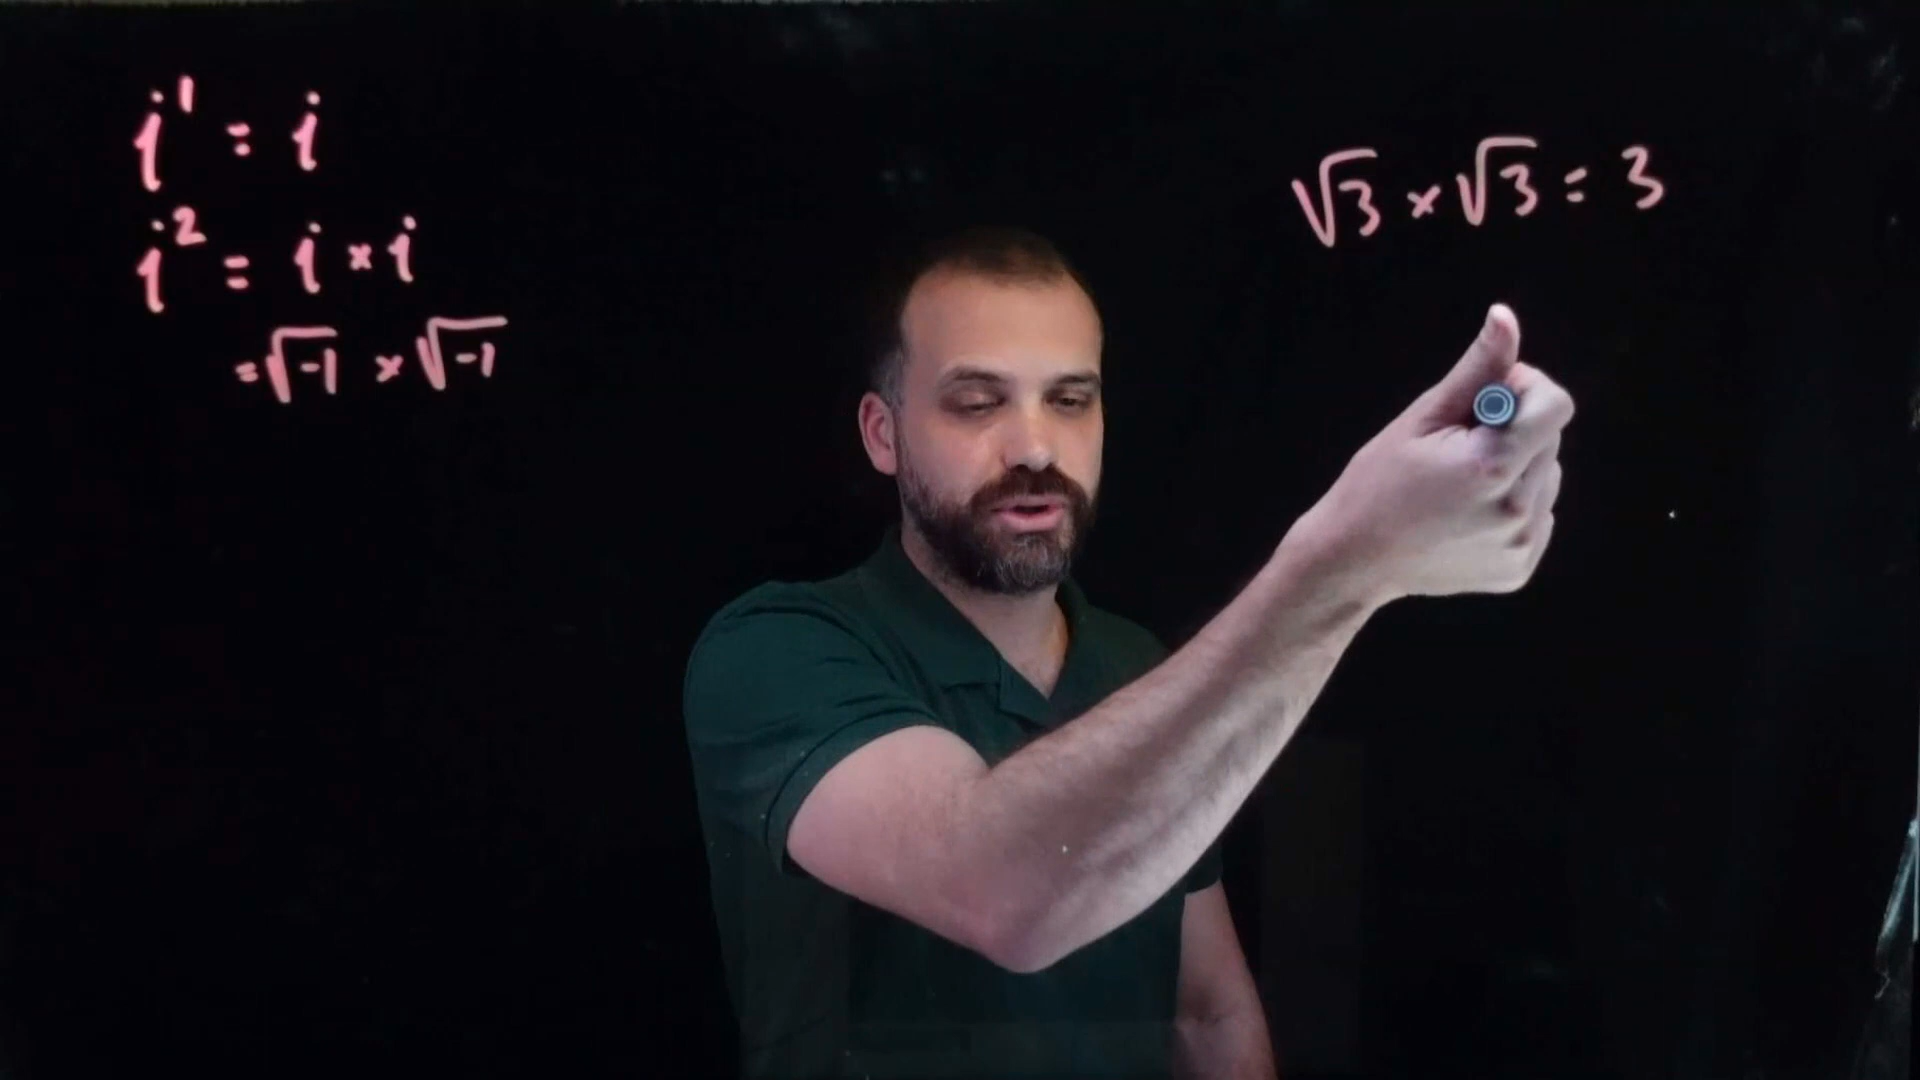 i¹ = i
i² = i × i
= √-1 × √-1
√3 × √3 = 3